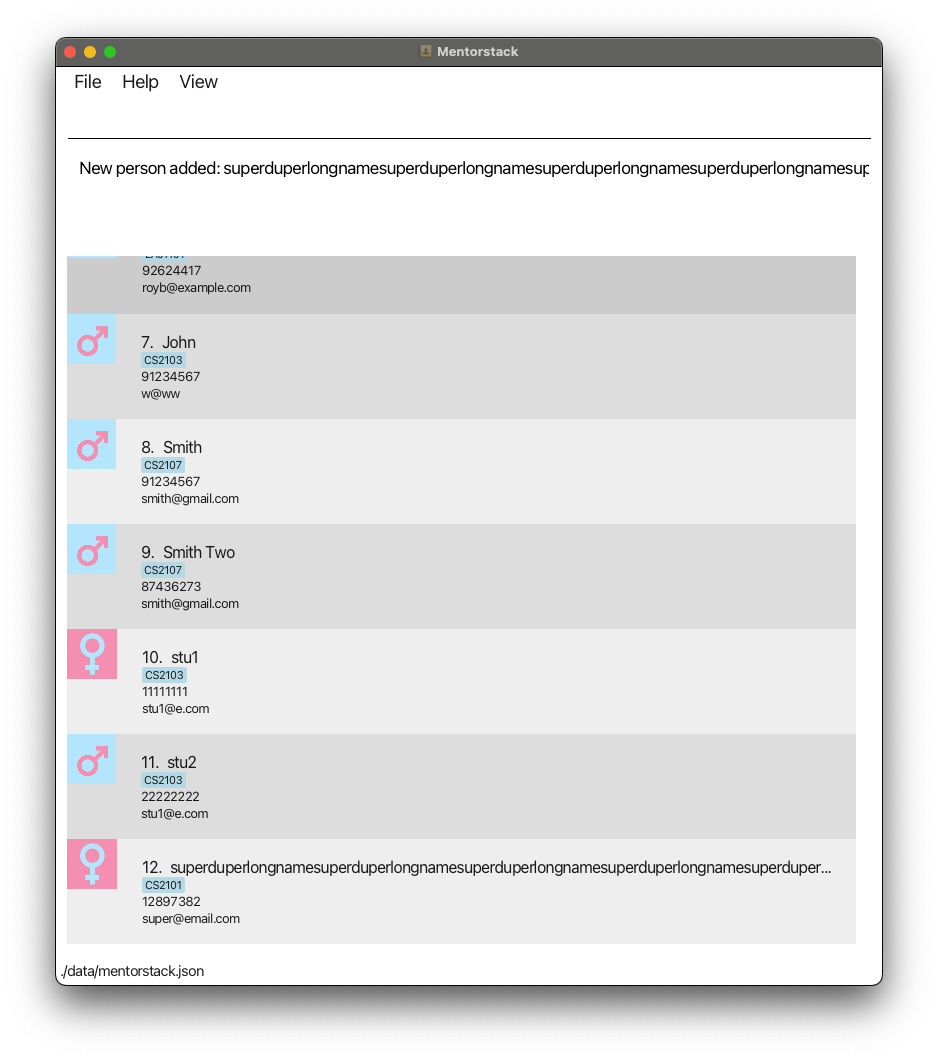 Mentorstack
File Help View
New person added: superduperlongnamesuperduperlongnamesuperduperlongnamesuperduperlongnamesup
92624417
royb@example.com
7. John
CS2103
91234567
w@ww
8. Smith
CS2107
91234567
smith@gmail.com
9. Smith Two
CS2107
87436273
smith@gmail.com
10. stu1
CS2103
11111111
stu1@e.com
11. stu2
CS2103
22222222
stu1@e.com
12. superduperlongnamesuperduperlongnamesuperduperlongnamesuperduperlongnamesuperduper...
CS2101
12897382
super@email.com
./data/mentorstack.json